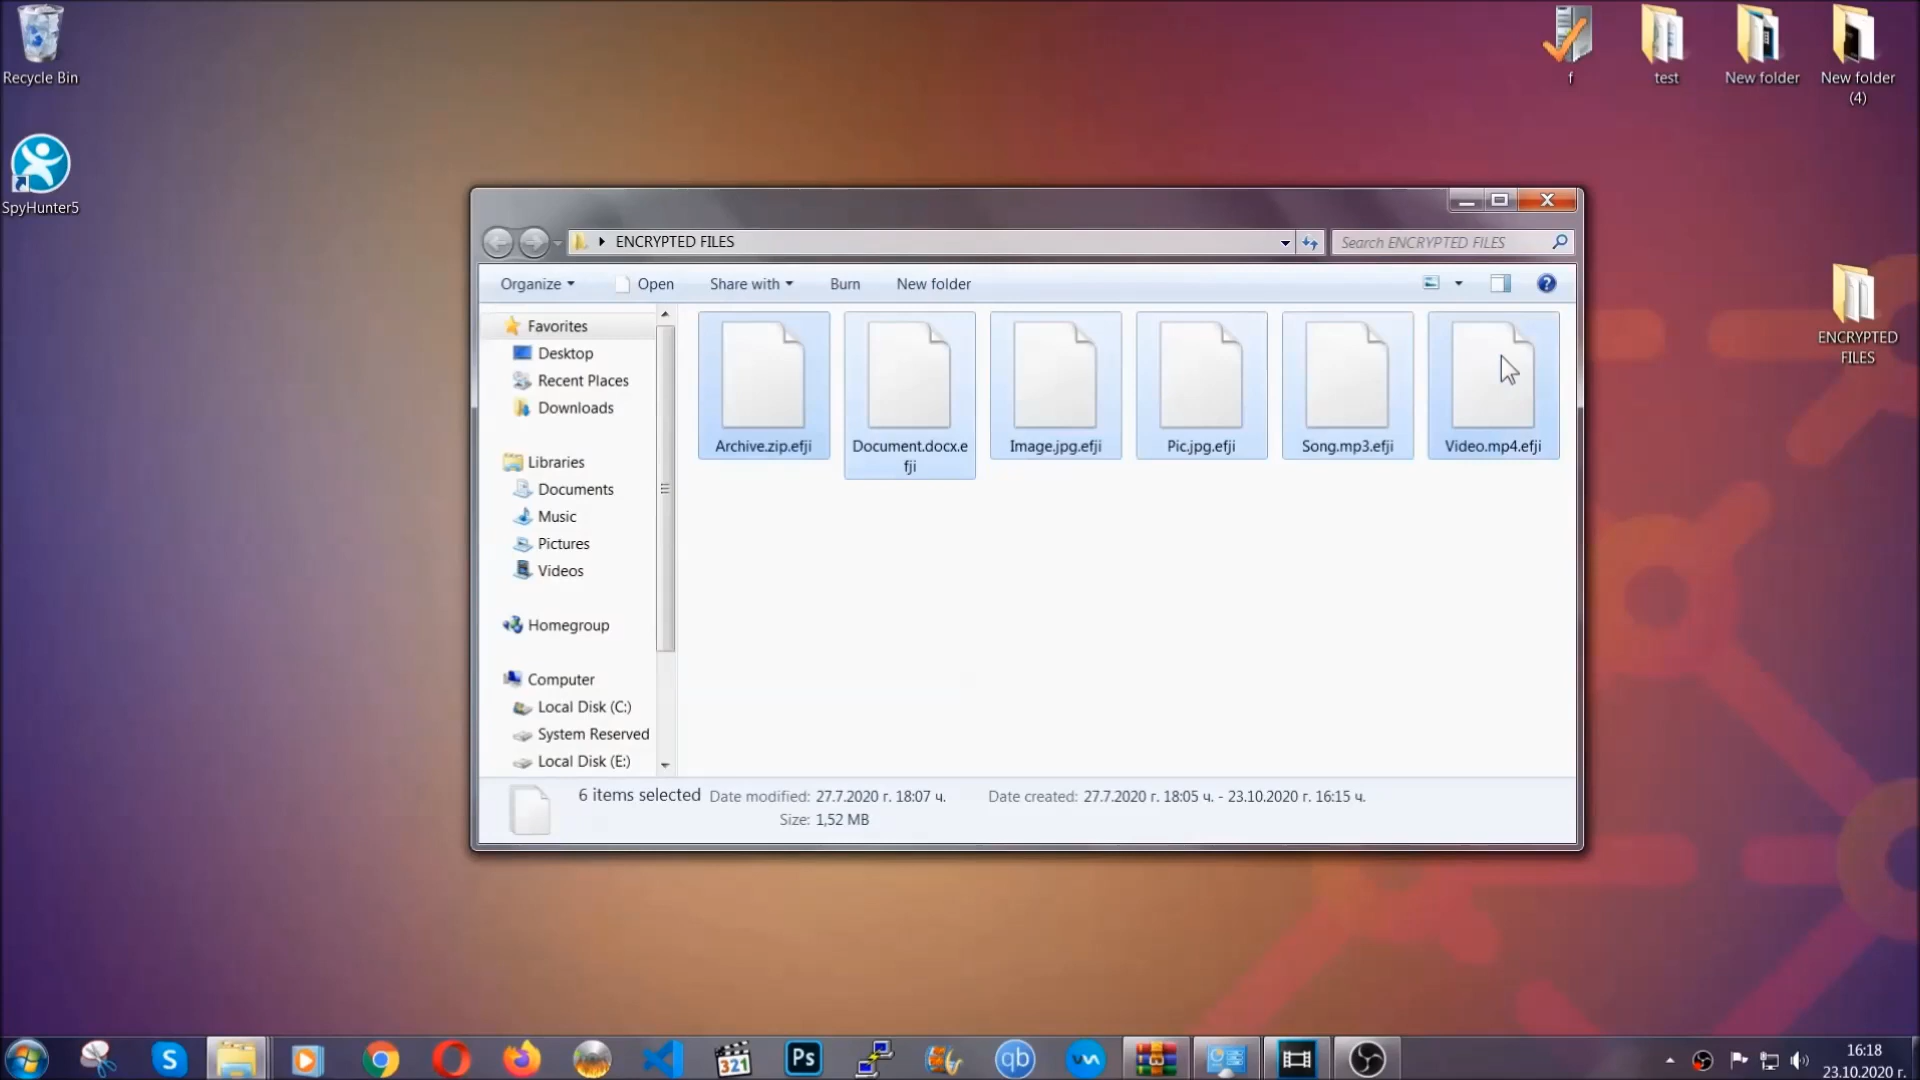 Recycle Bin
SpyHunter5
f
test
New folder
New folder
(4)
ENCRYPTED
FILES
ENCRYPTED FILES
Search ENCRYPTED FILES
Organize
Open
Share with
Burn
New folder
Favorites
Desktop
Recent Places
Downloads
Libraries
Documents
Music
Pictures
Videos
Homegroup
Computer
Local Disk (C:)
System Reserved
Local Disk (E:)
Archive.zip.efji
Document.docx.e
fji
Image.jpg.efji
Pic.jpg.efji
Song.mp3.efji
Video.mp4.efji
6 items selected Date modified: 27.7.2020 г. 18:07 ч. Date created: 27.7.2020 г. 18:05 ч. - 23.10.2020 г. 16:15 ч.
Size: 1,52 MB
S
321
Ps
qb
16:18
23.10.2020 г.